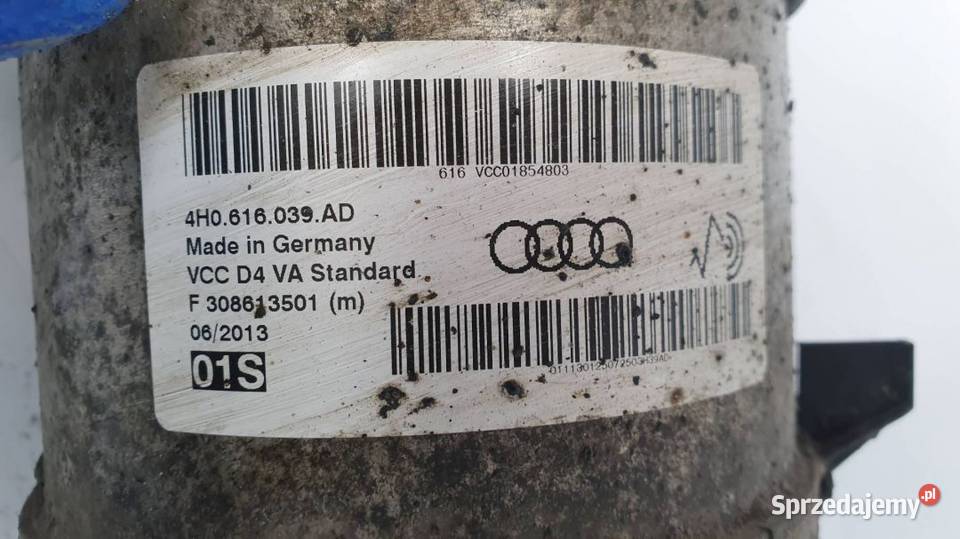 616 VCC01854803
4H0.616.039.AD
Made in Germany
VCC D4 VA Standard
F 308613501 (m)
06/2013
01S
011130125072503H39AD
Sprzedajemy.pl